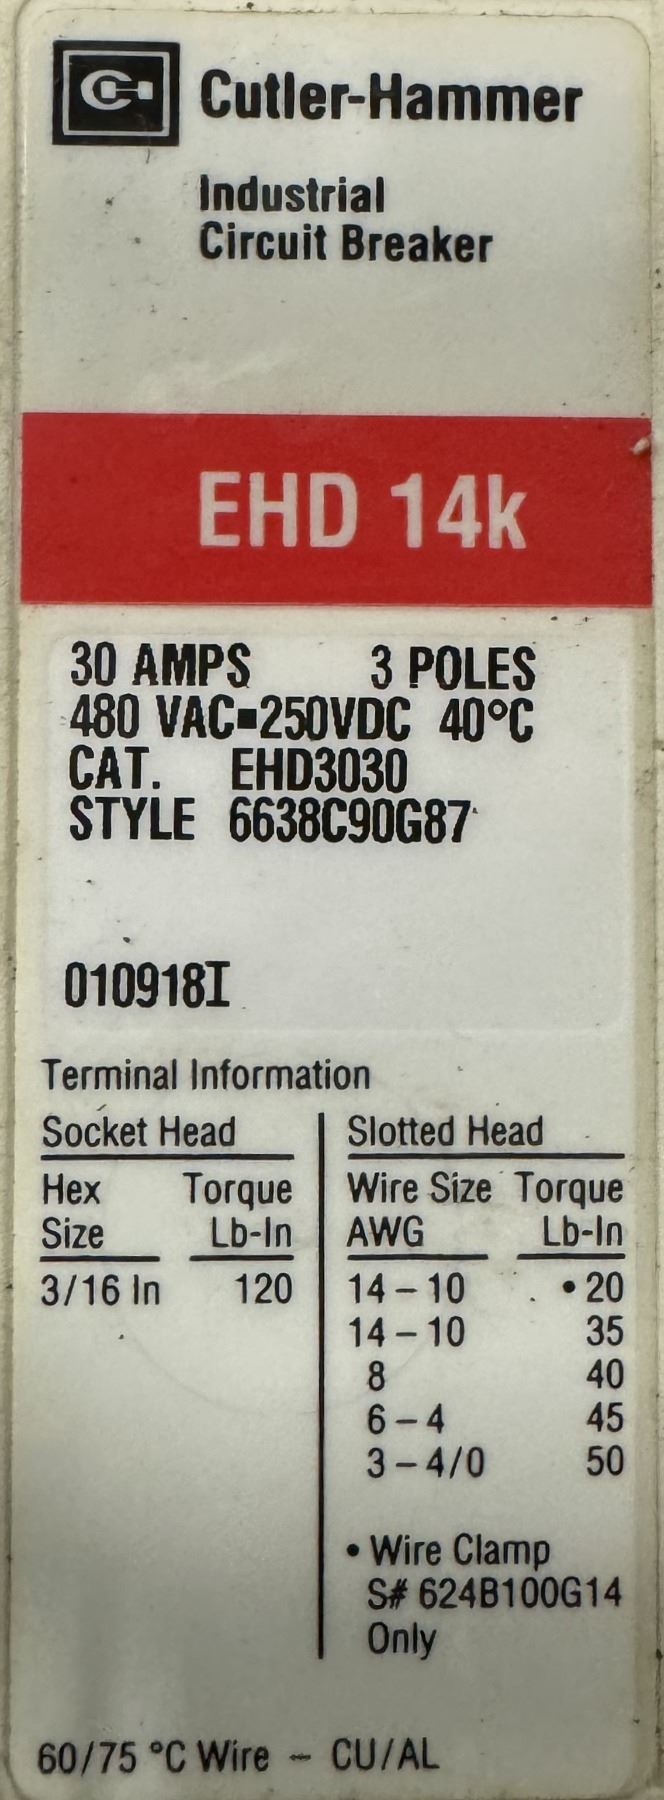 Cutler-Hammer
Industrial
Circuit Breaker
EHD 14k
30 AMPS 3 POLES
480 VAC▪250VDC 40°C
CAT. EHD3030
STYLE 6638C90G87
010918I
Terminal Information
Socket Head
Hex Torque
Size Lb-In
3/16 In 120
Slotted Head
Wire Size Torque
AWG Lb-In
14 – 10 • 20
14 – 10 35
8 40
6 – 4 45
3 – 4/0 50
• Wire Clamp
S# 624B100G14
Only
60/75 °C Wire – CU/AL